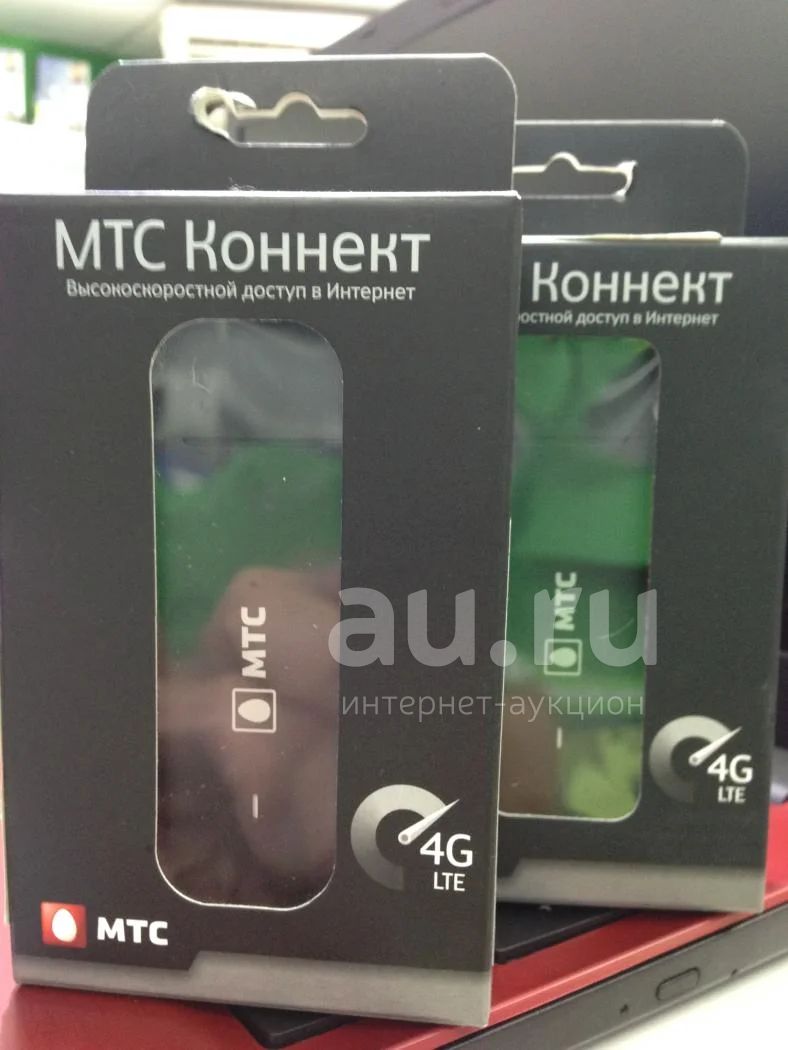 МТС Коннект
Высокоскоростной доступ в Интернет
МТС
4G
LTE
МТС
Коннект
доступ в Интернет
МТС
4G
LTE
au.ru
интернет-аукцион